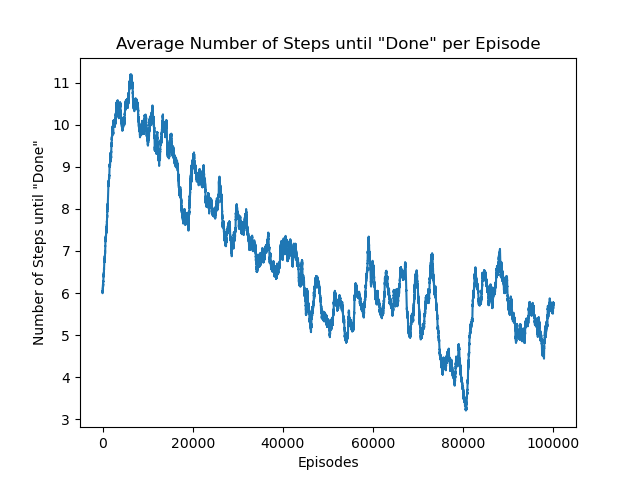 Average Number of Steps until "Done" per Episode
Number of Steps until "Done"
11
10
9
8
7
6
5
4
3
0 20000 40000 60000 80000 100000
Episodes